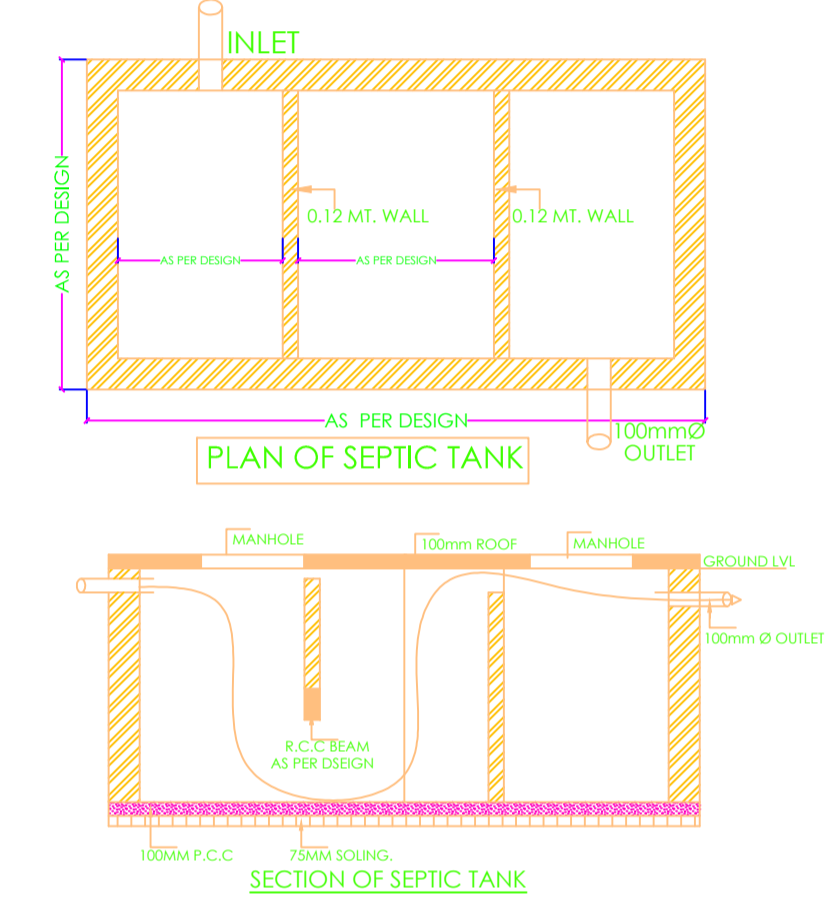 INLET
AS PER DESIGN
0.12 MT. WALL
0.12 MT. WALL
AS PER DESIGN
AS PER DESIGN
AS PER DESIGN
100mmØ
OUTLET
PLAN OF SEPTIC TANK
MANHOLE
100mm ROOF
MANHOLE
GROUND LVL
100mm Ø OUTLET
R.C.C BEAM
AS PER DSEIGN
100MM P.C.C
75MM SOLING.
SECTION OF SEPTIC TANK